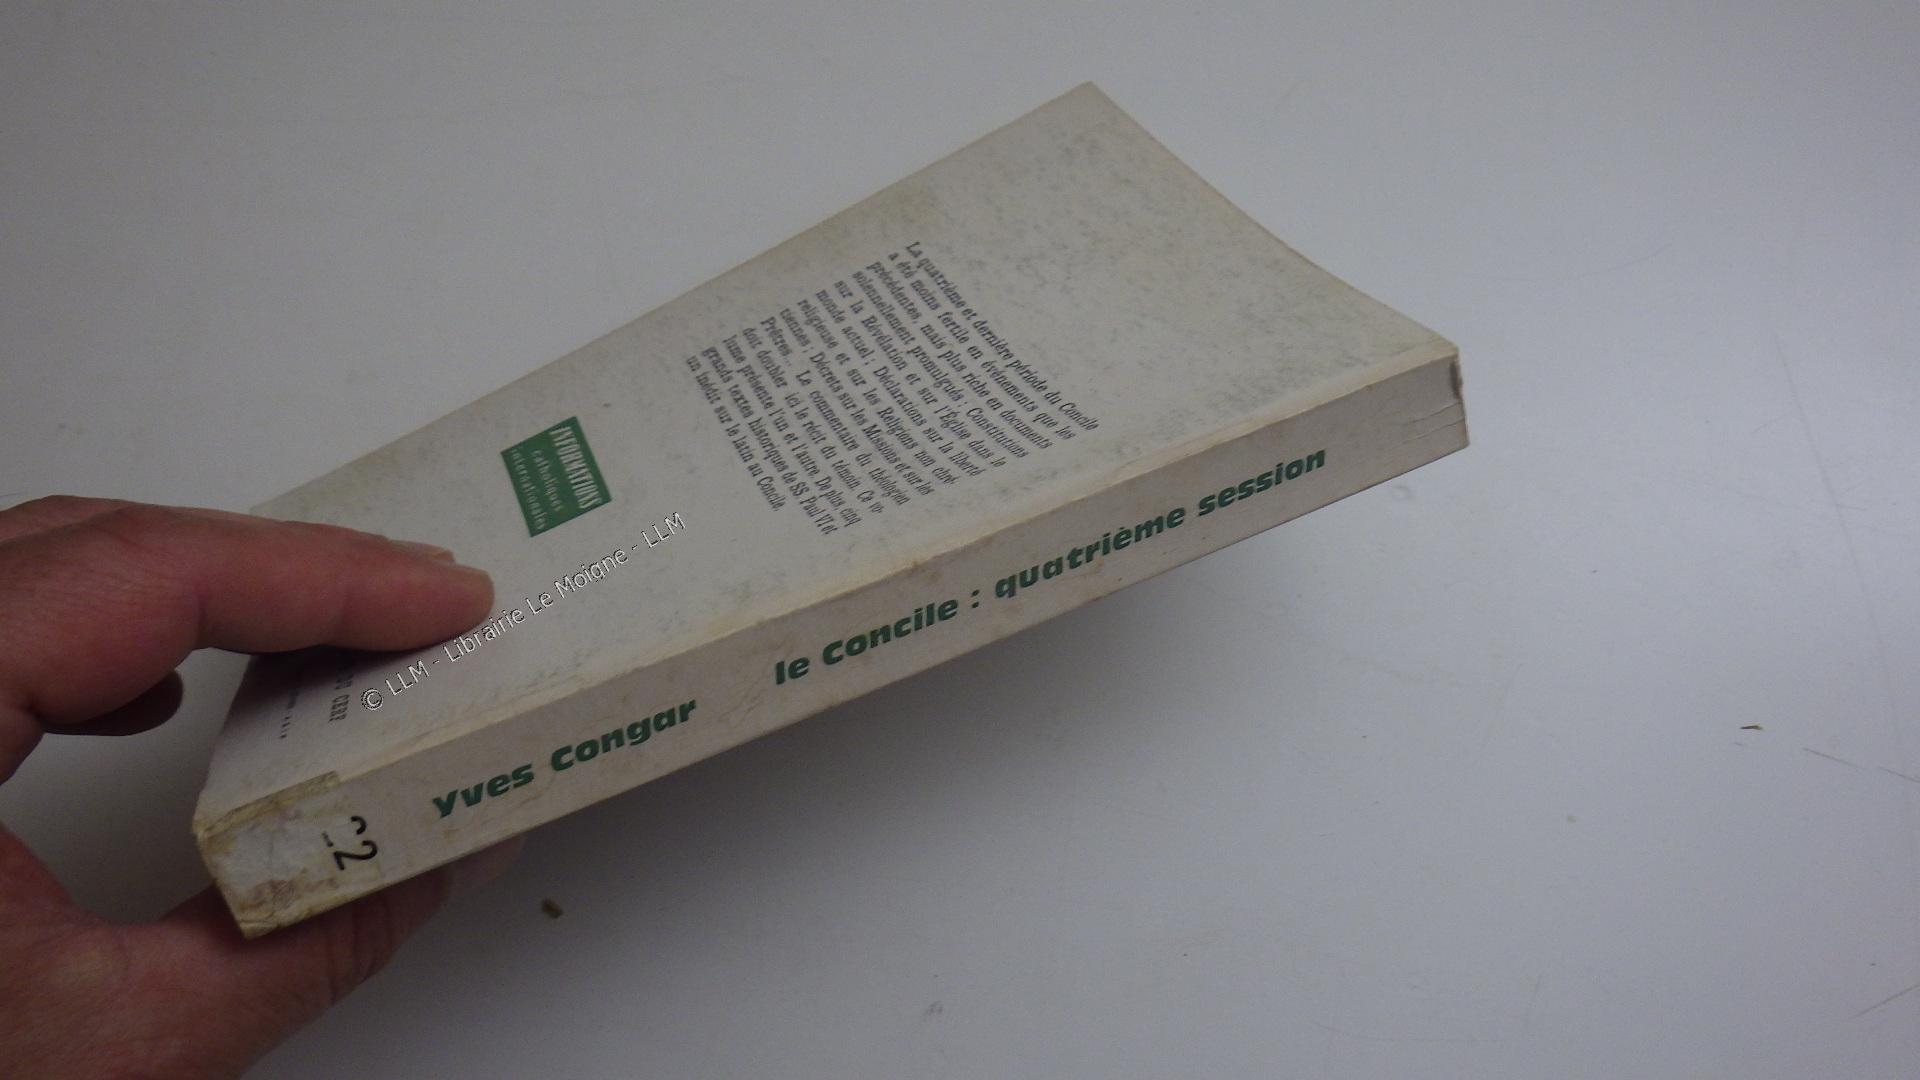 La quatrième et dernière période du Concile
a été moins fertile en événements que les
précédentes, mais plus riche en documents
solennellement promulgués : Constitutions
sur la Révélation et sur l'Église dans le
monde actuel ; Déclarations sur la liberté
religieuse et sur les Religions non chré-
tiennes ; Décrets sur les Missions et sur les
Prêtres... Le commentaire du théologien
doit doubler ici le récit du témoin. Ce vo-
lume présente l'un et l'autre. De plus, cinq
grands textes historiques de SS. Paul VI et
un inédit sur le latin au Concile.
INFORMATIONS
catholiques
internationales
DU CERF
yves congar le concile : quatrième session
22
© LLM - Librairie Le Moigne - LLM